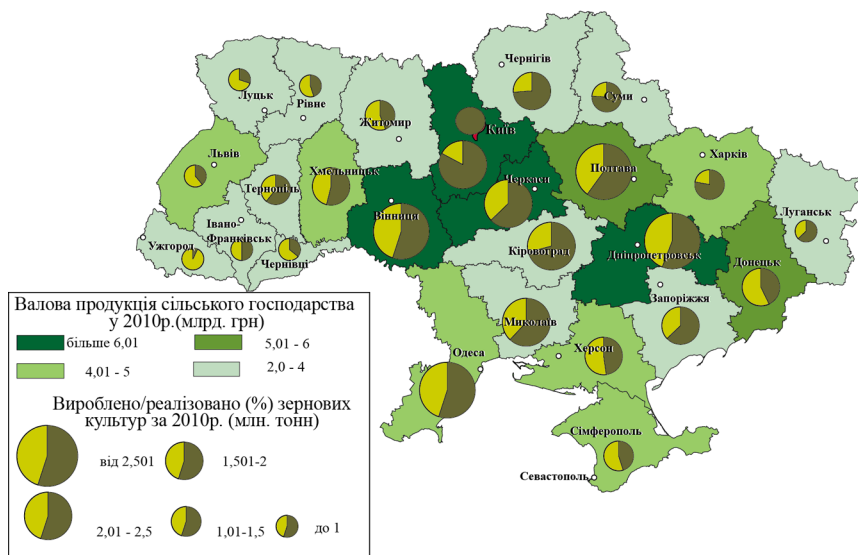 Чернігів
Луцьк
Рівне
Суми
Житомир
Київ
Львів
Хмельницьк
Харків
Тернопіль
Черкаси
Полтава
Вінниця
Луганськ
Івано-
Франківськ
Ужгород
Чернівці
Кіровоград
Дніпропетровськ
Донецьк
Запоріжжя
Миколаїв
Херсон
Одеса
Сімферополь
Севастополь
Валова продукція сільського господарства
у 2010р.(млрд. грн)
більше 6,01
5,01 - 6
4,01 - 5
2,0 - 4
Вироблено/реалізовано (%) зернових
культур за 2010р. (млн. тонн)
від 2,501
1,501-2
2,01 - 2,5
1,01-1,5
до 1